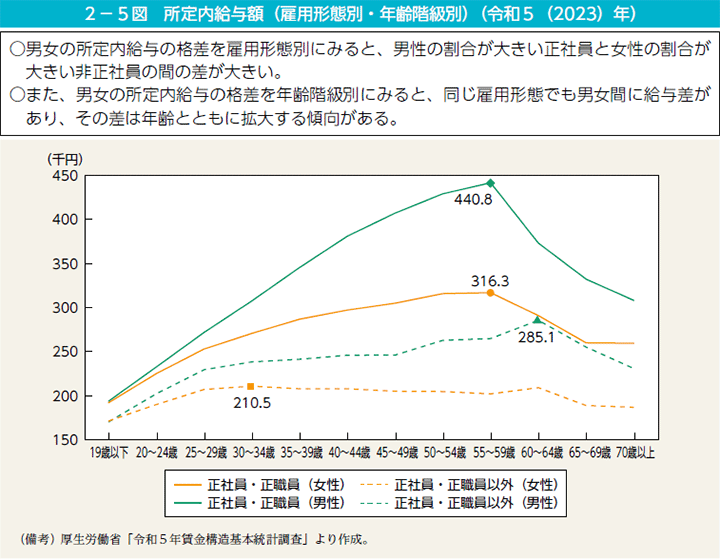 2－5図　所定内給与額（雇用形態別・年齢階級別）（令和5（2023）年）
○男女の所定内給与の格差を雇用形態別にみると、男性の割合が大きい正社員と女性の割合が
大きい非正社員の間の差が大きい。
○また、男女の所定内給与の格差を年齢階級別にみると、同じ雇用形態でも男女間に給与差が
あり、その差は年齢とともに拡大する傾向がある。
（千円）
450
400
350
300
250
200
150
440.8
316.3
285.1
210.5
19歳以下 20～24歳 25～29歳 30～34歳 35～39歳 40～44歳 45～49歳 50～54歳 55～59歳 60～64歳 65～69歳 70歳以上
正社員・正職員（女性） 正社員・正職員以外（女性）
正社員・正職員（男性） 正社員・正職員以外（男性）
（備考）厚生労働省「令和5年賃金構造基本統計調査」より作成。